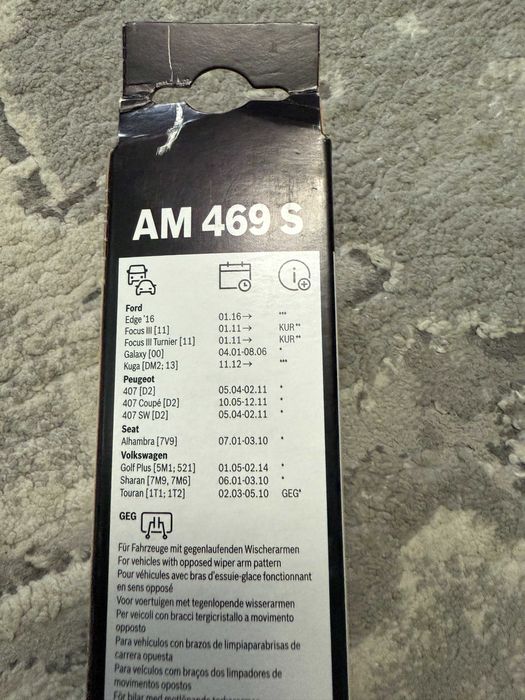 AM 469 S
Ford
Edge '16 01.16→ ***
Focus III [11] 01.11→ KUR**
Focus III Turnier [11] 01.11→ KUR**
Galaxy [00] 04.01-08.06 *
Kuga [DM2; 13] 11.12→ ***
Peugeot
407 [D2] 05.04-02.11 *
407 Coupé [D2] 10.05-12.11 *
407 SW [D2] 05.04-02.11 *
Seat
Alhambra [7V9] 07.01-03.10 *
Volkswagen
Golf Plus [5M1; 521] 01.05-02.14 *
Sharan [7M9, 7M6] 06.01-03.10 *
Touran [1T1; 1T2] 02.03-05.10 GEG*
GEG
Für Fahrzeuge mit gegenlaufenden Wischerarmen
For vehicles with opposed wiper arm pattern
Pour véhicules avec bras d'essuie-glace fonctionnant
en sens opposé
Voor voertuigen met tegenlopende wisserarmen
Per veicoli con bracci tergicristallo a movimento
opposto
Para vehículos con brazos de limpiaparabrisas de
carrera opuesta
Para veículos com braços dos limpadores de
movimentos opostos
För bilar med motlöpande torkararmar